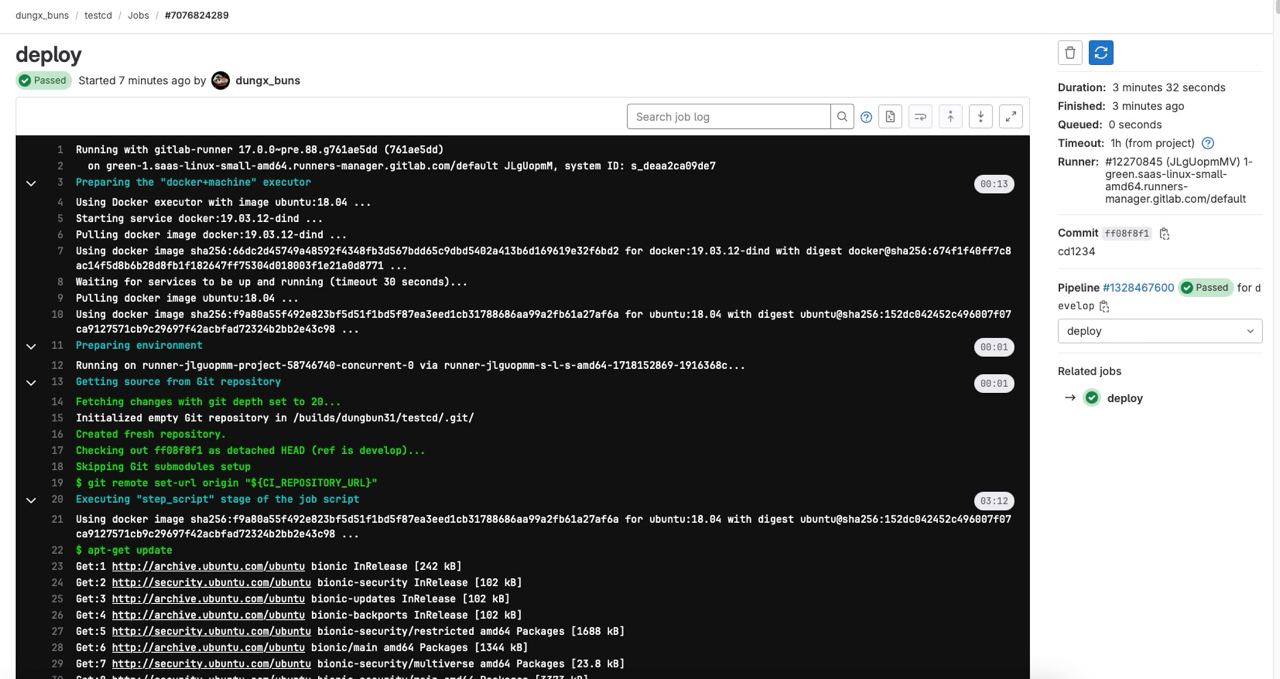 dungx_buns / testcd / Jobs / #7076824289
deploy
Passed Started 7 minutes ago by dungx_buns
Search job log
1 Running with gitlab-runner 17.0.0~pre.88.g761ae5dd (761ae5dd)
2 on green-1.saas-linux-small-amd64.runners-manager.gitlab.com/default JLgUopmM, system ID: s_deaa2ca09de7
3 Preparing the "docker+machine" executor 00:13
4 Using Docker executor with image ubuntu:18.04 ...
5 Starting service docker:19.03.12-dind ...
6 Pulling docker image docker:19.03.12-dind ...
7 Using docker image sha256:66dc2d45749a48592f4348fb3d567bdd65c9dbd5402a413b6d169619e32f6bd2 for docker:19.03.12-dind with digest docker@sha256:674f1f40ff7c8
ac14f5d8b6b28d8fb1f182647ff75304d018003f1e21a0d8771 ...
8 Waiting for services to be up and running (timeout 30 seconds)...
9 Pulling docker image ubuntu:18.04 ...
10 Using docker image sha256:f9a80a55f492e823bf5d51f1bd5f87ea3eed1cb31788686aa99a2fb61a27af6a for ubuntu:18.04 with digest ubuntu@sha256:152dc042452c496007f07
ca9127571cb9c29697f42acbfad72324b2bb2e43c98 ...
11 Preparing environment 00:01
12 Running on runner-jlguopmm-project-58746740-concurrent-0 via runner-jlguopmm-s-l-s-amd64-1718152869-1916368c...
13 Getting source from Git repository 00:01
14 Fetching changes with git depth set to 20...
15 Initialized empty Git repository in /builds/dungbun31/testcd/.git/
16 Created fresh repository.
17 Checking out ff08f8f1 as detached HEAD (ref is develop)...
18 Skipping Git submodules setup
19 $ git remote set-url origin "${CI_REPOSITORY_URL}"
20 Executing "step_script" stage of the job script 03:12
21 Using docker image sha256:f9a80a55f492e823bf5d51f1bd5f87ea3eed1cb31788686aa99a2fb61a27af6a for ubuntu:18.04 with digest ubuntu@sha256:152dc042452c496007f07
ca9127571cb9c29697f42acbfad72324b2bb2e43c98 ...
22 $ apt-get update
23 Get:1 http://archive.ubuntu.com/ubuntu bionic InRelease [242 kB]
24 Get:2 http://security.ubuntu.com/ubuntu bionic-security InRelease [102 kB]
25 Get:3 http://archive.ubuntu.com/ubuntu bionic-updates InRelease [102 kB]
26 Get:4 http://archive.ubuntu.com/ubuntu bionic-backports InRelease [102 kB]
27 Get:5 http://security.ubuntu.com/ubuntu bionic-security/restricted amd64 Packages [1688 kB]
28 Get:6 http://archive.ubuntu.com/ubuntu bionic/main amd64 Packages [1344 kB]
29 Get:7 http://security.ubuntu.com/ubuntu bionic-security/multiverse amd64 Packages [23.8 kB]
Duration: 3 minutes 32 seconds
Finished: 3 minutes ago
Queued: 0 seconds
Timeout: 1h (from project)
Runner: #12270845 (JLgUopmMV) 1-
green.saas-linux-small-
amd64.runners-
manager.gitlab.com/default
Commit ff08f8f1
cd1234
Pipeline #1328467600 Passed for d
evelop
deploy
Related jobs
→ deploy